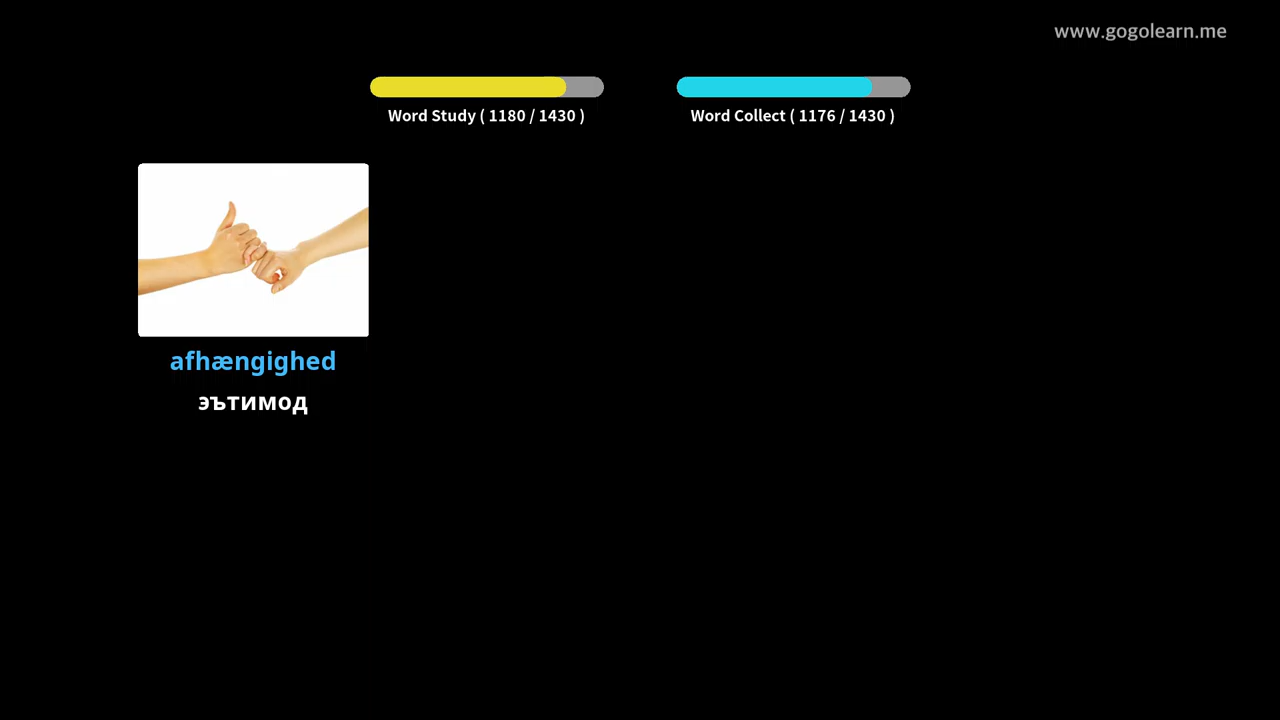 www.gogolearn.me
Word Study ( 1180 / 1430 )
Word Collect ( 1176 / 1430 )
afhængighed
эътимод